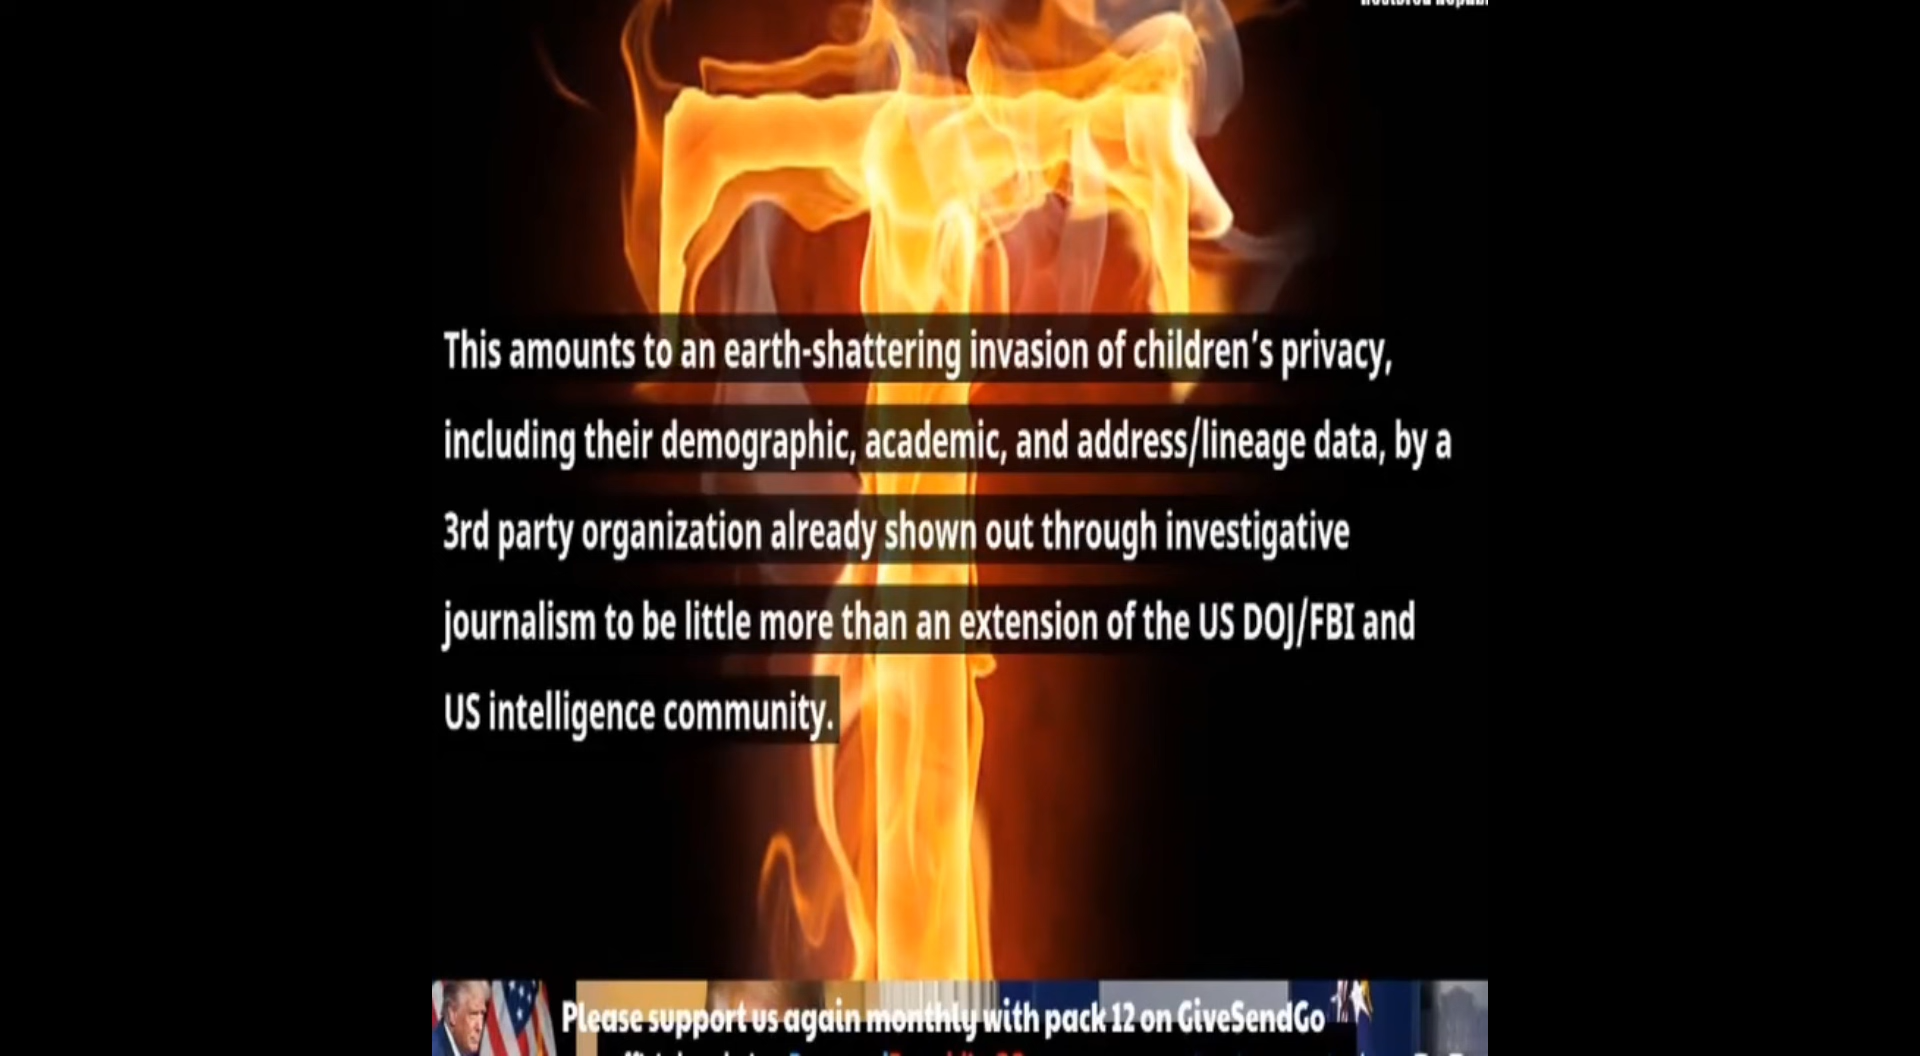 This amounts to an earth-shattering invasion of children's privacy,
including their demographic, academic, and address/lineage data, by a
3rd party organization already shown out through investigative
journalism to be little more than an extension of the US DOJ/FBI and
US intelligence community.
Please support us again monthly with pack 12 on GiveSendGo